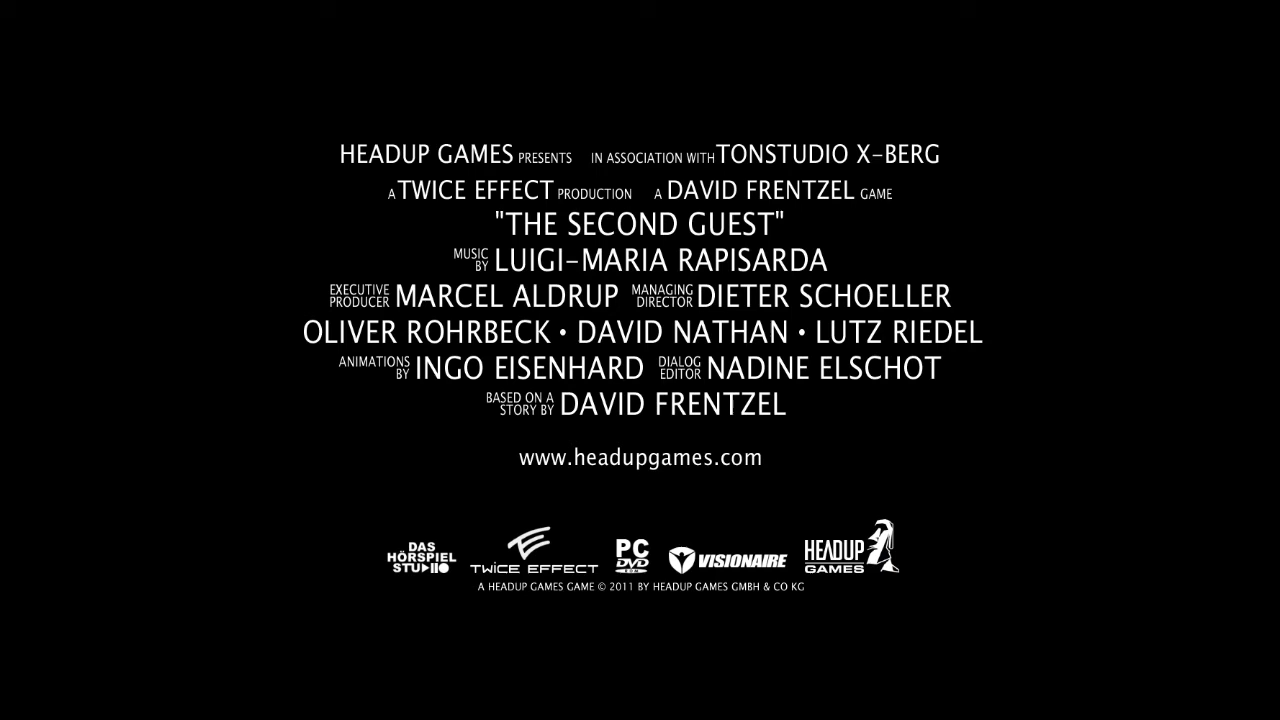 HEADUP GAMES PRESENTS IN ASSOCIATION WITH TONSTUDIO X-BERG
A TWICE EFFECT PRODUCTION A DAVID FRENTZEL GAME
"THE SECOND GUEST"
MUSIC BY LUIGI-MARIA RAPISARDA
EXECUTIVE PRODUCER MARCEL ALDRUP MANAGING DIRECTOR DIETER SCHOELLER
OLIVER ROHRBECK • DAVID NATHAN • LUTZ RIEDEL
ANIMATIONS BY INGO EISENHARD DIALOG EDITOR NADINE ELSCHOT
BASED ON A STORY BY DAVID FRENTZEL
www.headupgames.com
DAS HÖRSPIEL STUDIO
TWICE EFFECT
PC DVD ROM
VISIONAIRE
HEADUP GAMES
A HEADUP GAMES GAME © 2011 BY HEADUP GAMES GMBH & CO KG